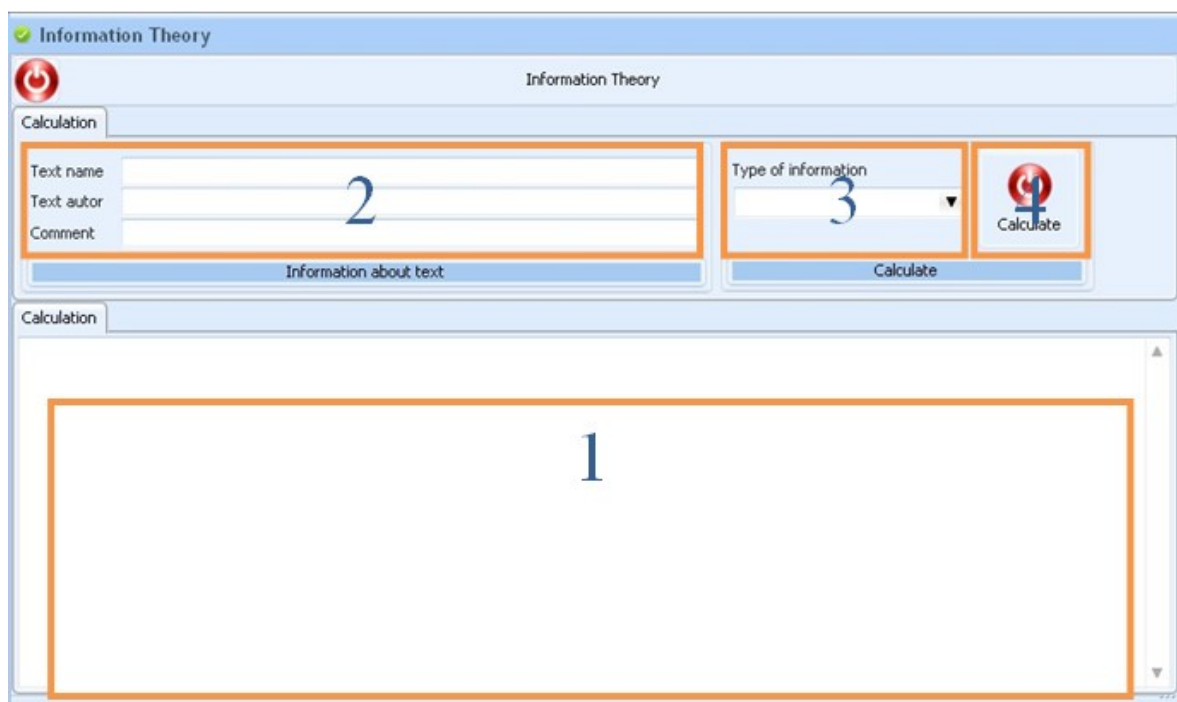 Information Theory
Information Theory
Calculation
Text name
Text autor
Comment
2
Information about text
Type of information
3
4
Calculate
Calculate
Calculation
1